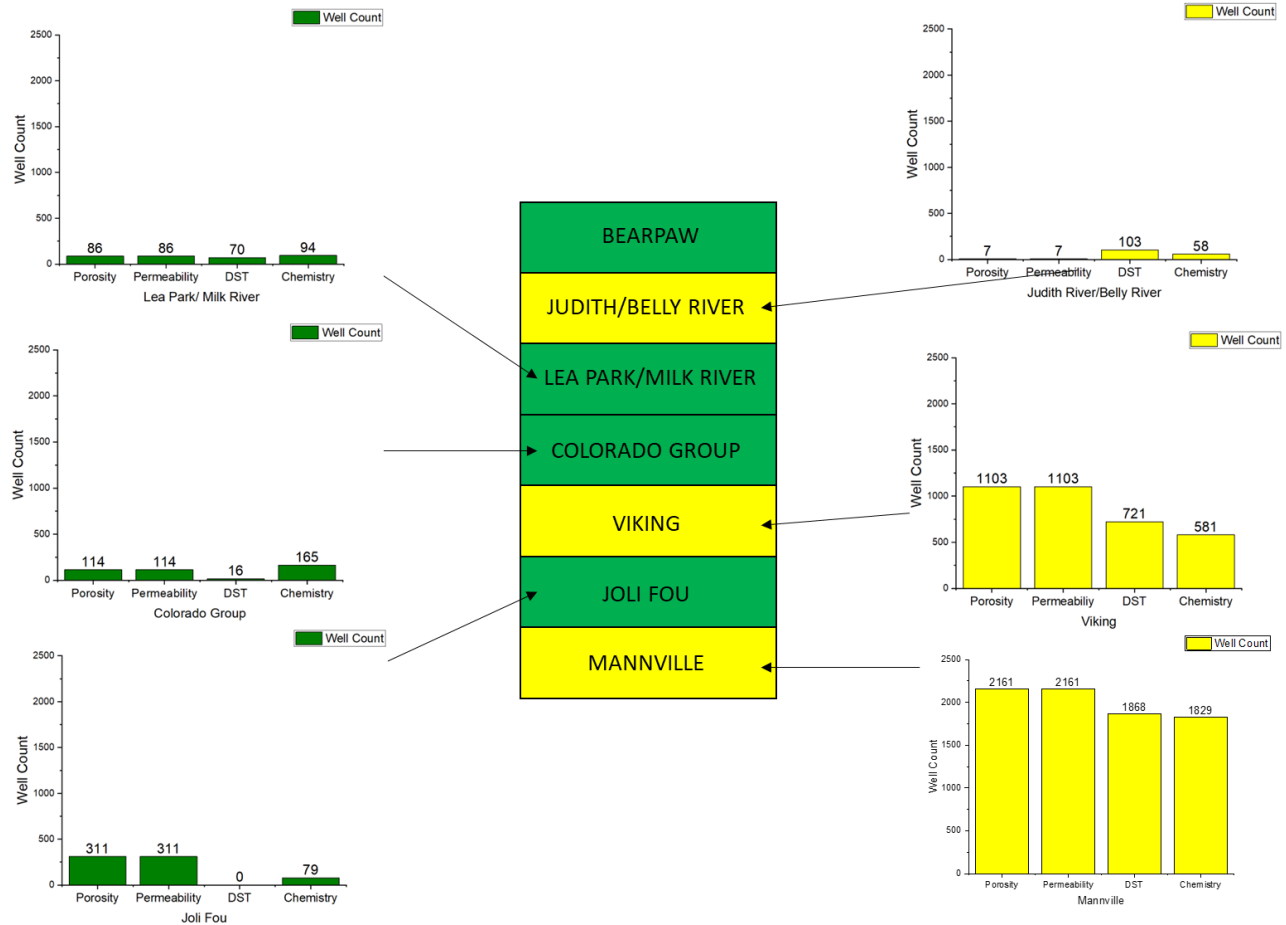 Well Count
2500
2000
1500
1000
500
0
Well Count
86
86
70
94
Porosity
Permeability
DST
Chemistry
Lea Park/ Milk River
Well Count
2500
2000
1500
1000
500
0
Well Count
114
114
16
165
Porosity
Permeability
DST
Chemistry
Colorado Group
Well Count
2500
2000
1500
1000
500
0
Well Count
311
311
0
79
Porosity
Permeability
DST
Chemistry
Joli Fou
BEARPAW
JUDITH/BELLY RIVER
LEA PARK/MILK RIVER
COLORADO GROUP
VIKING
JOLI FOU
MANNVILLE
Well Count
2500
2000
1500
1000
500
0
Well Count
7
7
103
58
Porosity
Permeability
DST
Chemistry
Judith River/Belly River
Well Count
2500
2000
1500
1000
500
0
Well Count
1103
1103
721
581
Porosity
Permeabiliy
DST
Chemistry
Viking
Well Count
2500
2000
1500
1000
500
0
Well Count
2161
2161
1868
1829
Porosity
Permeability
DST
Chemistry
Mannville